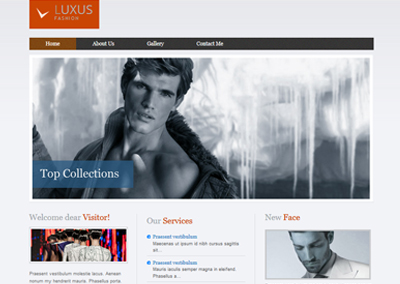 LUXUS
FASHION
Home About Us Gallery Contact Me
Top Collections
Welcome dear Visitor!
Our Services
New Face
Praesent vestibulum
Maecenas ut ipsum id nibh cursus sagittis
sit...
Praesent vestibulum
Mauris iaculis semper magna in eleifend.
Phasellus a...
Praesent vestibulum molestie lacus. Aenean
nonum my hendrerit mauris. Phasellus porta.